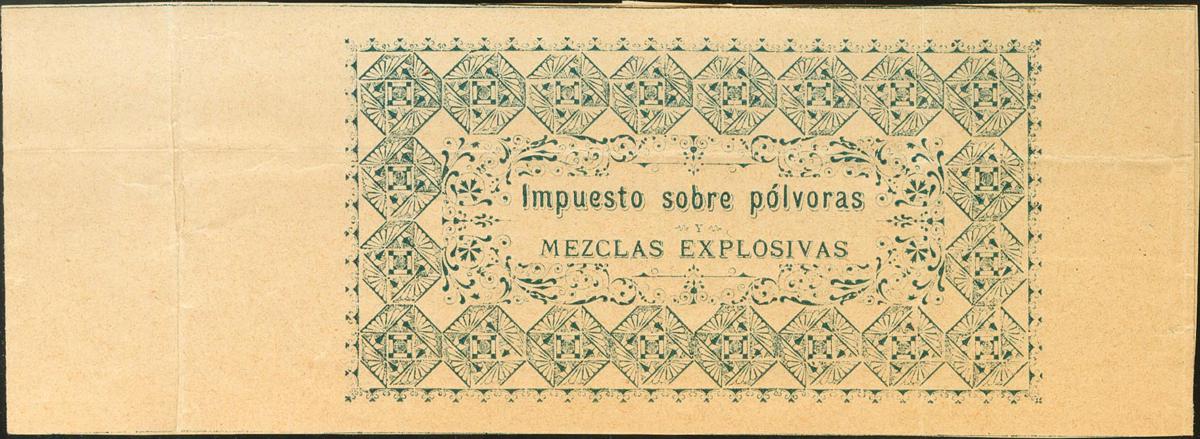 Impuesto sobre pólvoras
Y
MEZCLAS EXPLOSIVAS